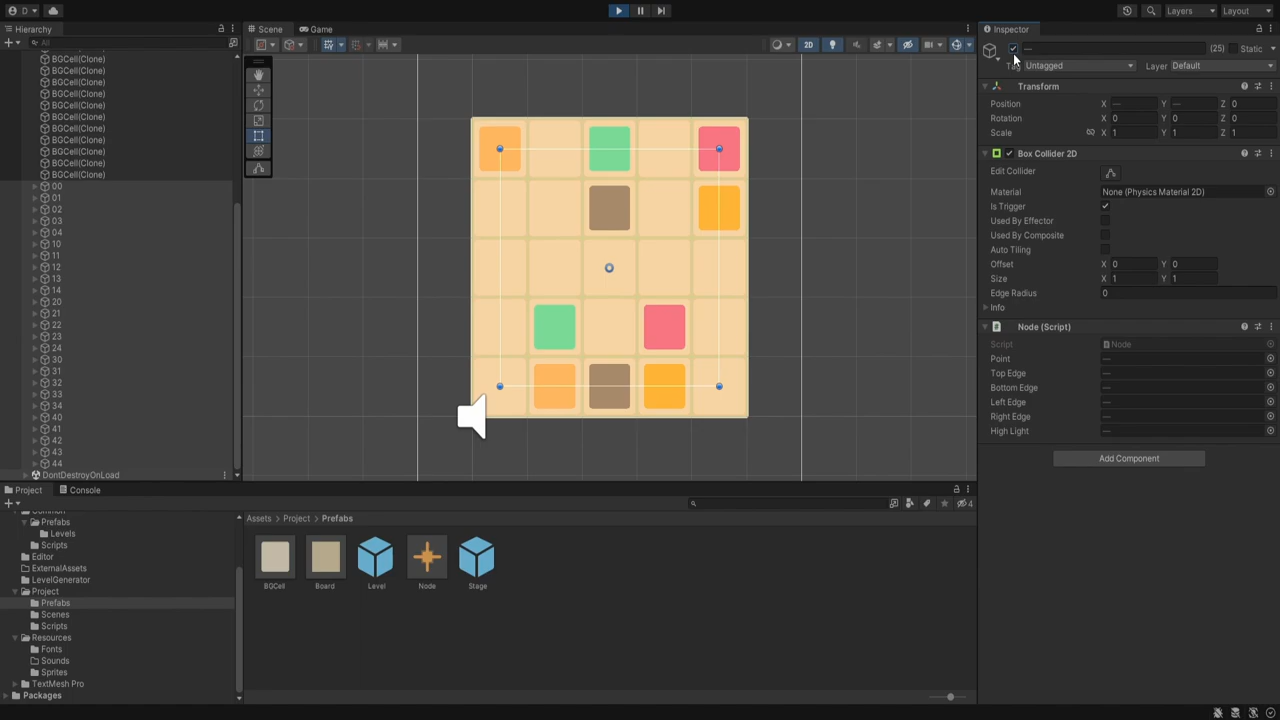 D
Layers
Layout
Hierarchy
All
Scene
Game
Inspector
2D
(25)
Static
Tag
Untagged
Layer
Default
BGCell(Clone)
BGCell(Clone)
BGCell(Clone)
BGCell(Clone)
BGCell(Clone)
BGCell(Clone)
BGCell(Clone)
BGCell(Clone)
BGCell(Clone)
BGCell(Clone)
BGCell(Clone)
00
01
02
03
04
10
11
12
13
14
20
21
22
23
24
30
31
32
33
34
40
41
42
43
44
DontDestroyOnLoad
Transform
Position X — Y — Z 0
Rotation X 0 Y 0 Z 0
Scale X 1 Y 1 Z 1
Box Collider 2D
Edit Collider
Material None (Physics Material 2D)
Is Trigger
Used By Effector
Used By Composite
Auto Tiling
Offset X 0 Y 0
Size X 1 Y 1
Edge Radius 0
Info
Node (Script)
Script Node
Point —
Top Edge —
Bottom Edge —
Left Edge —
Right Edge —
High Light —
Add Component
Project
Console
4
Common
Prefabs
Levels
Scripts
Editor
ExternalAssets
LevelGenerator
Project
Prefabs
Scenes
Scripts
Resources
Fonts
Sounds
Sprites
TextMesh Pro
Packages
Assets > Project > Prefabs
BGCell
Board
Level
Node
Stage